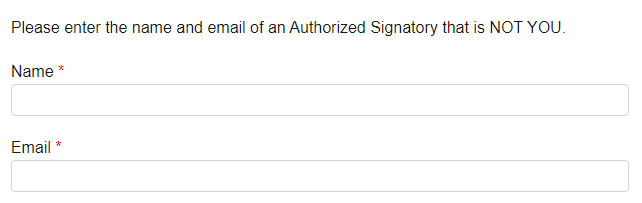 Please enter the name and email of an Authorized Signatory that is NOT YOU.
Name *
Email *